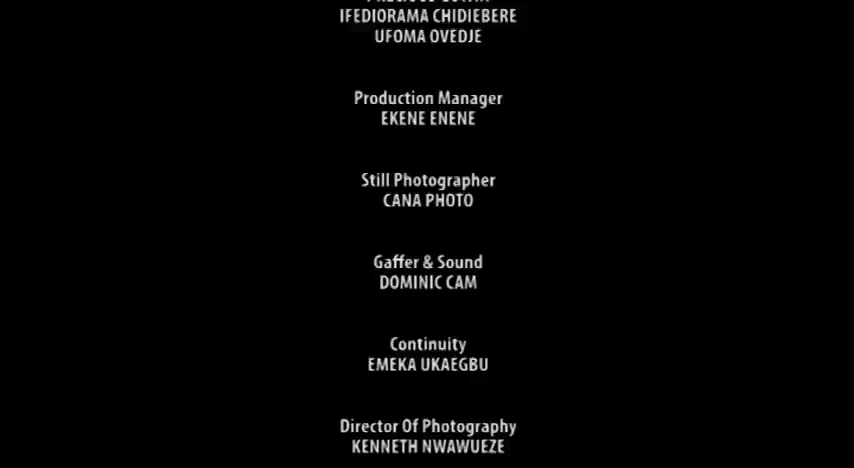 IFEDIORAMA CHIDIEBERE
UFOMA OVEDJE
Production Manager
EKENE ENENE
Still Photographer
CANA PHOTO
Gaffer & Sound
DOMINIC CAM
Continuity
EMEKA UKAEGBU
Director Of Photography
KENNETH NWAWUEZE